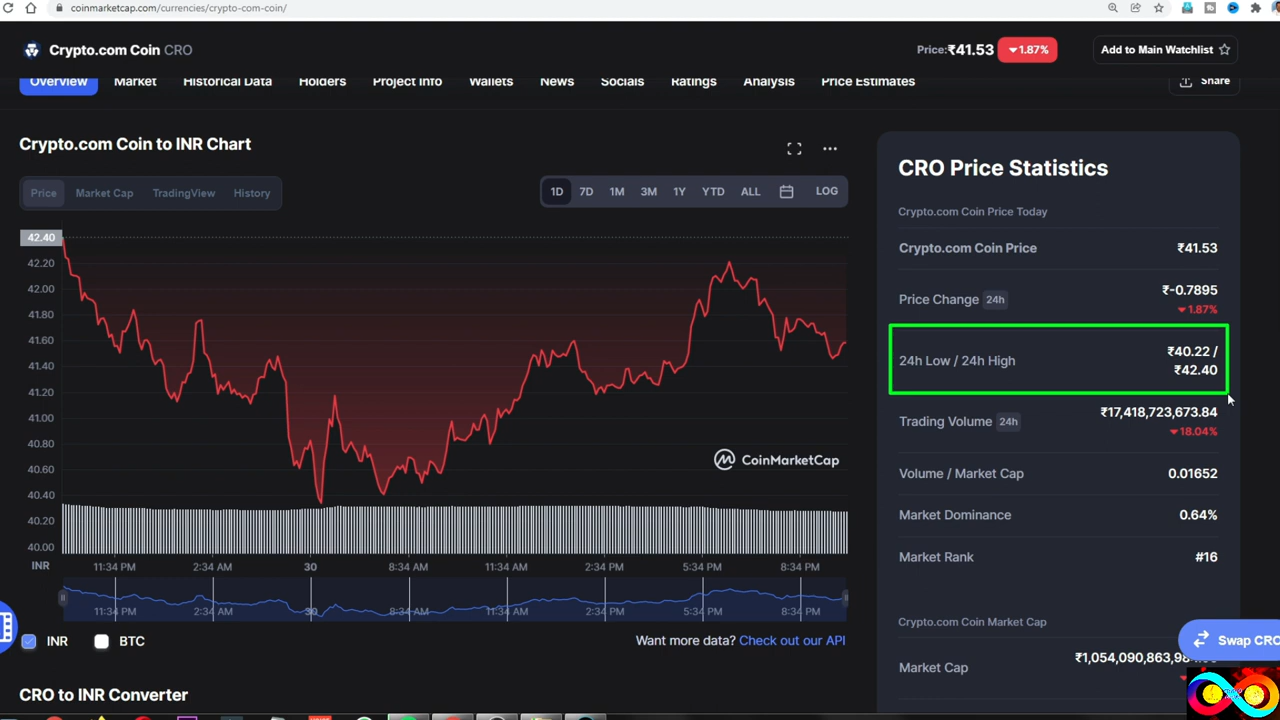 coinmarketcap.com/currencies/crypto-com-coin/
Crypto.com Coin CRO
Price:₹41.53
1.87%
Add to Main Watchlist
Overview
Market
Historical Data
Holders
Project Info
Wallets
News
Socials
Ratings
Analysis
Price Estimates
Share
Crypto.com Coin to INR Chart
Price
Market Cap
TradingView
History
1D
7D
1M
3M
1Y
YTD
ALL
LOG
42.40
42.20
42.00
41.80
41.60
41.40
41.20
41.00
40.80
40.60
40.40
40.20
40.00
CoinMarketCap
INR
11:34 PM
2:34 AM
30
8:34 AM
11:34 AM
2:34 PM
5:34 PM
8:34 PM
11:34 PM
2:34 AM
30
8:34 AM
11:34 AM
2:34 PM
5:34 PM
8:34 PM
INR
BTC
Want more data? Check out our API
CRO to INR Converter
CRO Price Statistics
Crypto.com Coin Price Today
Crypto.com Coin Price
₹41.53
Price Change 24h
₹-0.7895
1.87%
24h Low / 24h High
₹40.22 /
₹42.40
Trading Volume 24h
₹17,418,723,673.84
18.04%
Volume / Market Cap
0.01652
Market Dominance
0.64%
Market Rank
#16
Crypto.com Coin Market Cap
Swap CRO
Market Cap